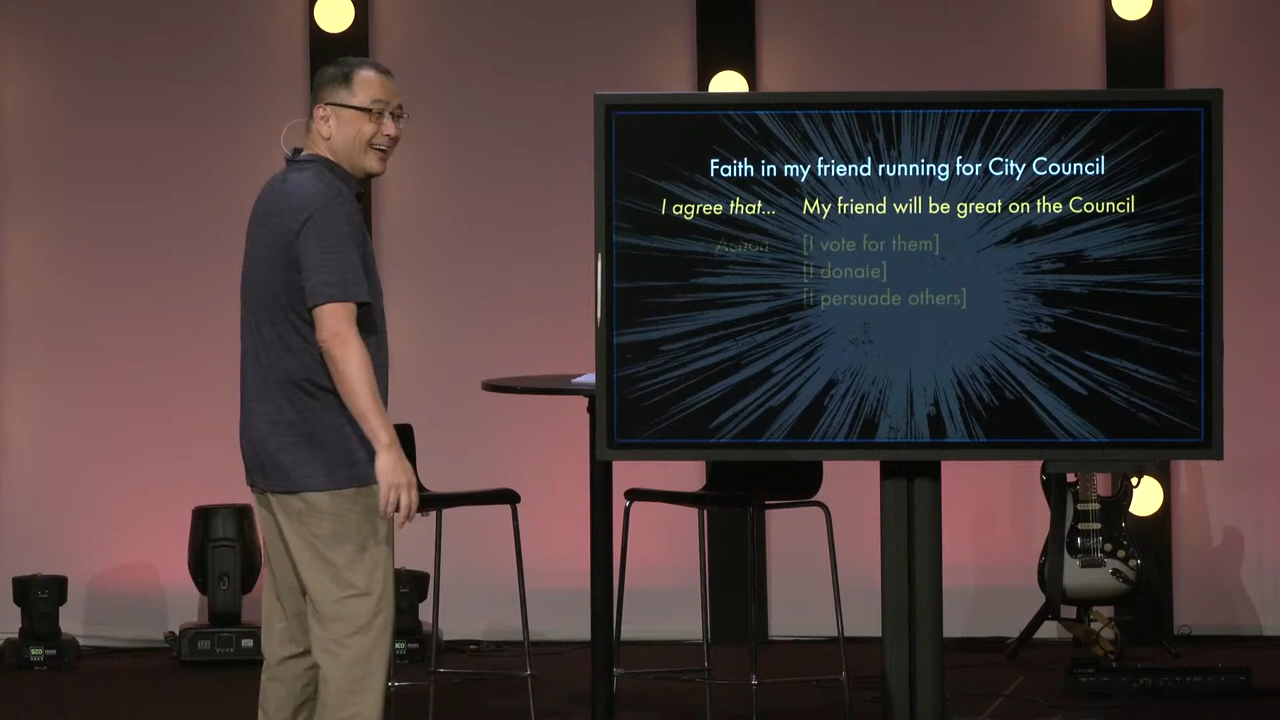 Faith in my friend running for City Council
I agree that... My friend will be great on the Council
Action [I vote for them]
[I donate]
[I persuade others]